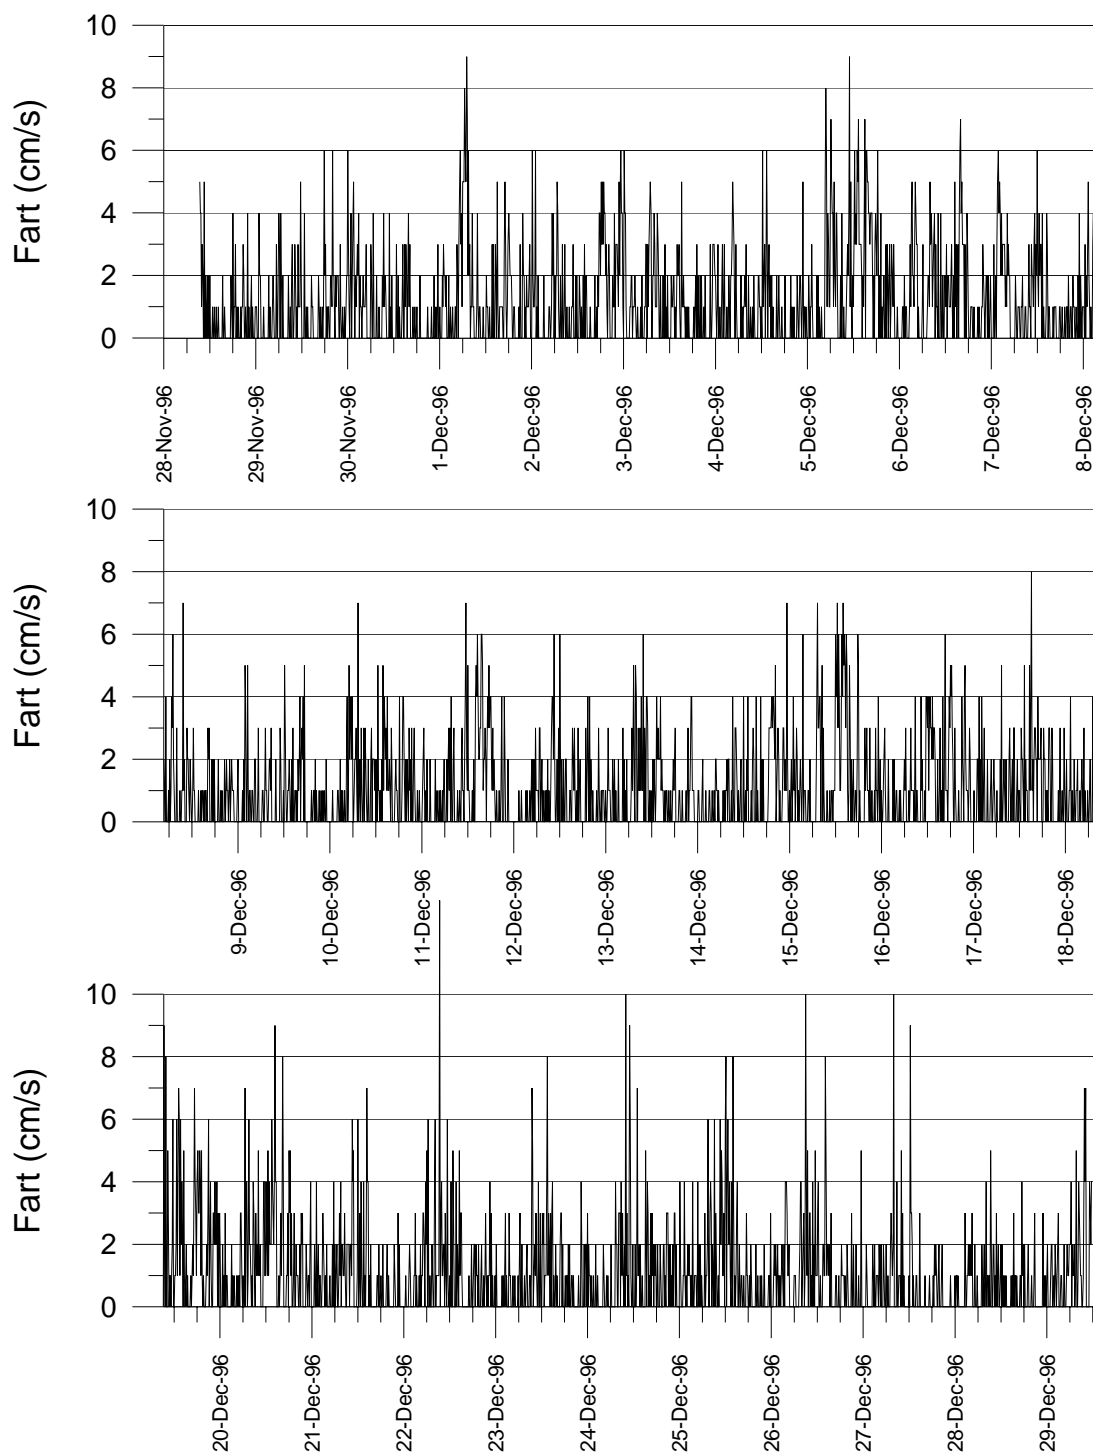 Fart (cm/s)
10
8
6
4
2
0
28-Nov-96
29-Nov-96
30-Nov-96
1-Dec-96
2-Dec-96
3-Dec-96
4-Dec-96
5-Dec-96
6-Dec-96
7-Dec-96
8-Dec-96
Fart (cm/s)
10
8
6
4
2
0
9-Dec-96
10-Dec-96
11-Dec-96
12-Dec-96
13-Dec-96
14-Dec-96
15-Dec-96
16-Dec-96
17-Dec-96
18-Dec-96
Fart (cm/s)
10
8
6
4
2
0
20-Dec-96
21-Dec-96
22-Dec-96
23-Dec-96
24-Dec-96
25-Dec-96
26-Dec-96
27-Dec-96
28-Dec-96
29-Dec-96